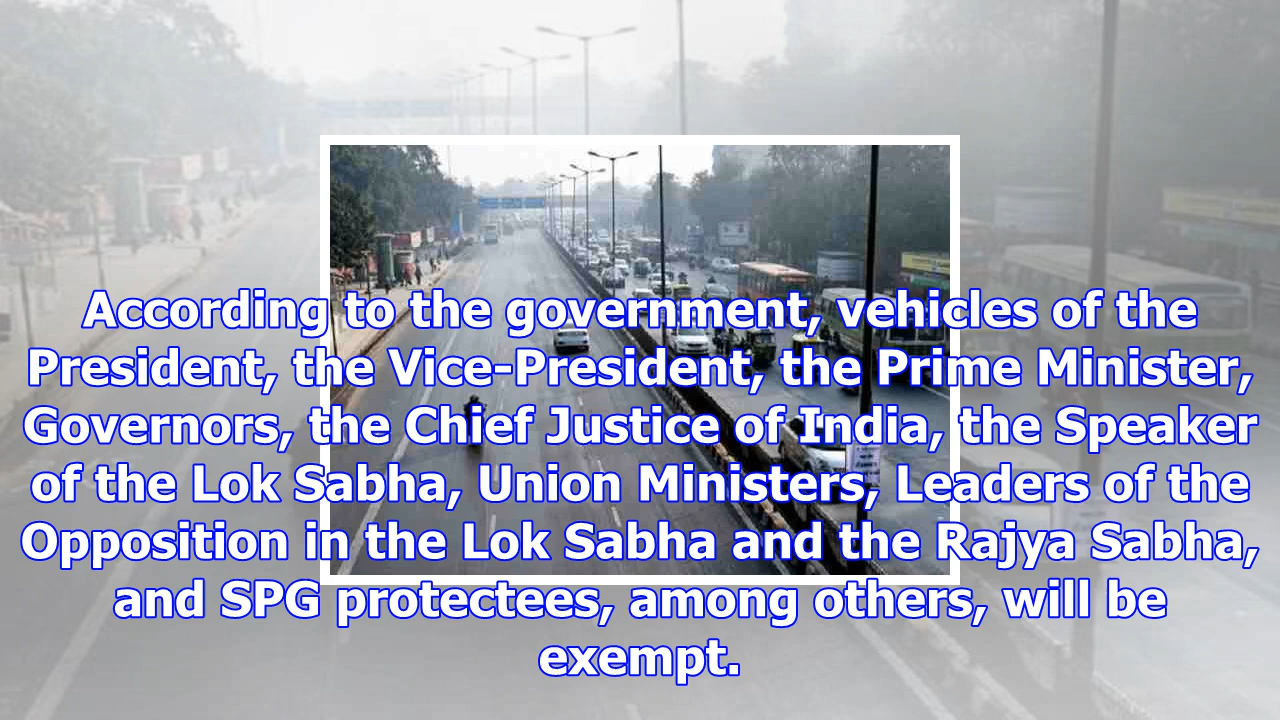 According to the government, vehicles of the
President, the Vice-President, the Prime Minister,
Governors, the Chief Justice of India, the Speaker
of the Lok Sabha, Union Ministers, Leaders of the
Opposition in the Lok Sabha and the Rajya Sabha,
and SPG protectees, among others, will be
exempt.